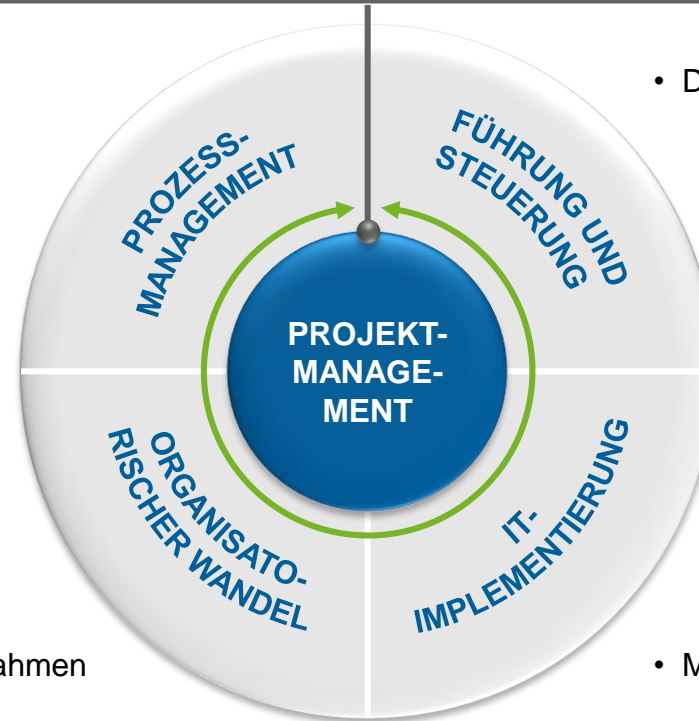 • D
PROZESS-
MANAGEMENT
FÜHRUNG UND
STEUERUNG
PROJEKT-
MANAGE-
MENT
ORGANISATO-
RISCHER WANDEL
IT-
IMPLEMENTIERUNG
ahmen
• M